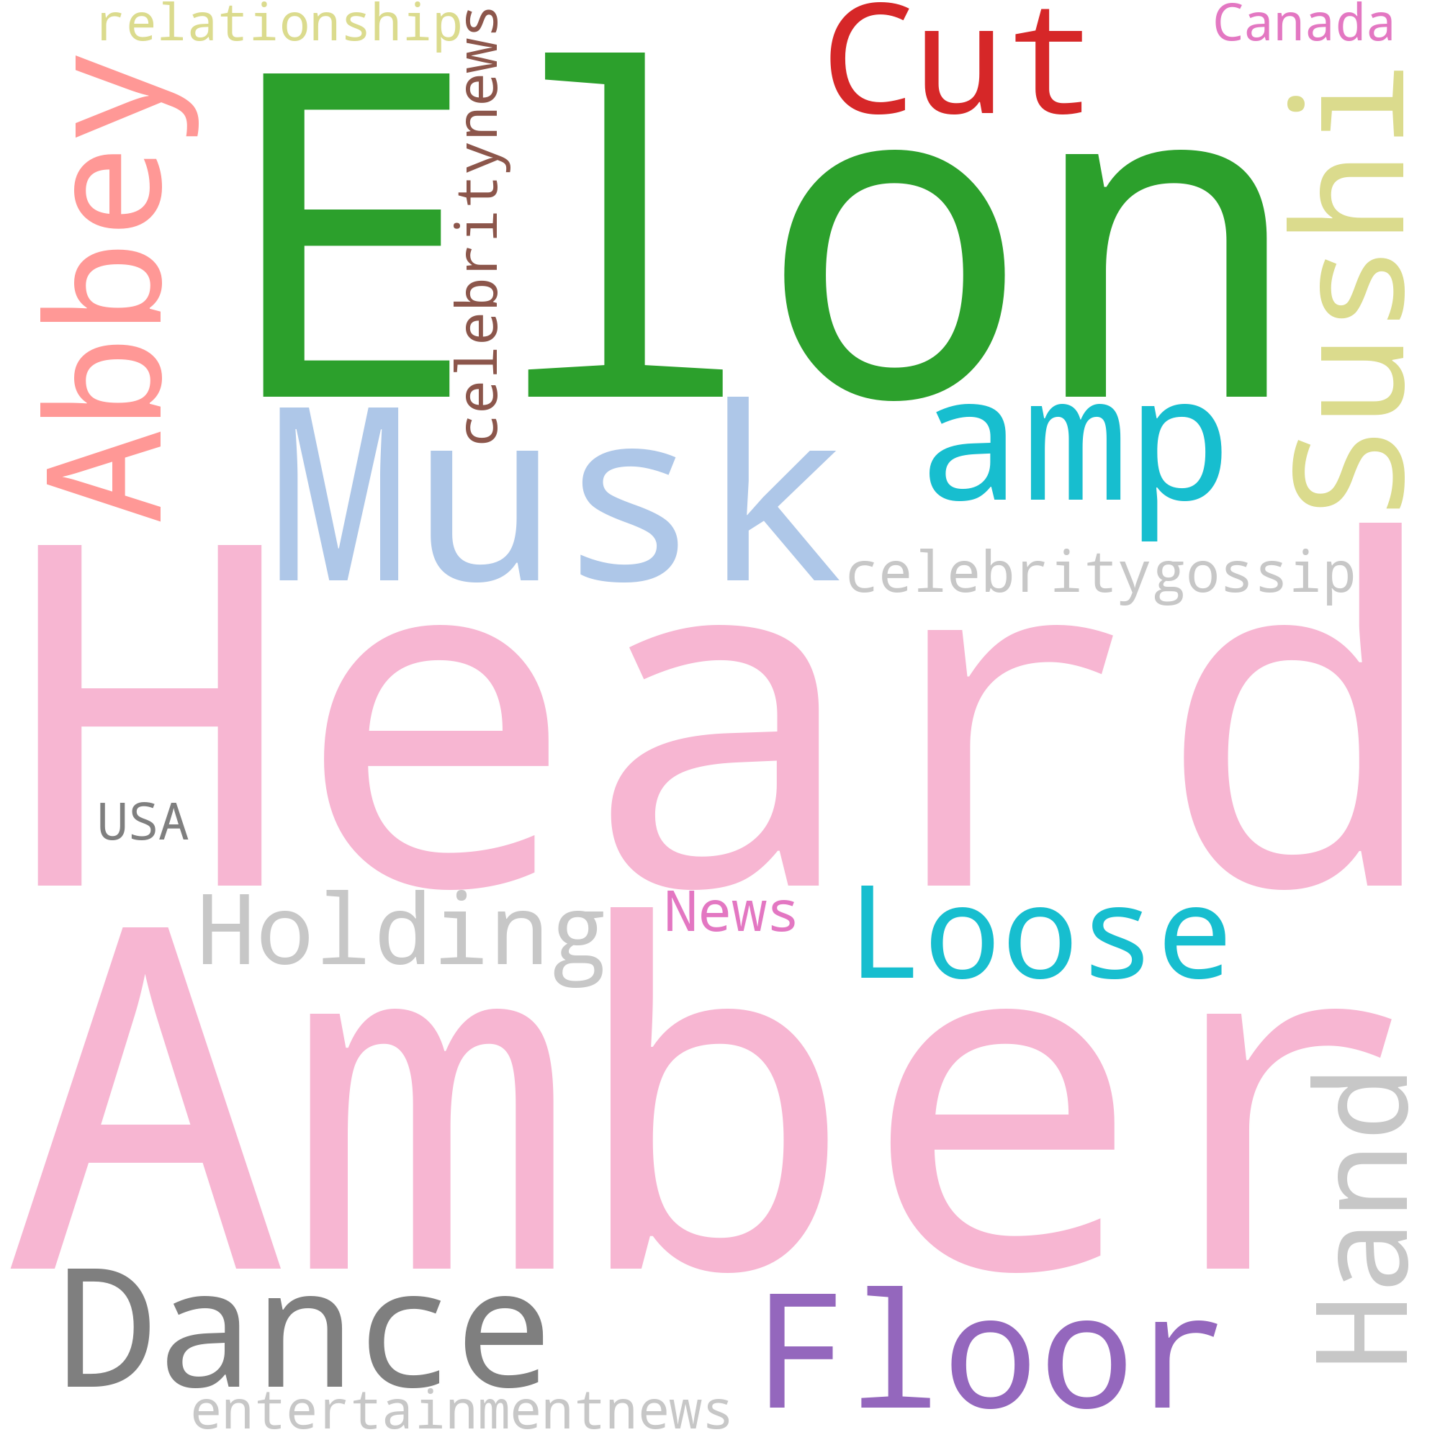 relationship
celebritynews
Cut
Canada
Abbey
Elon
Sushi
Musk
amp
celebritygossip
Heard
USA
Holding
News
Loose
Amber
Hand
Dance
Floor
entertainmentnews